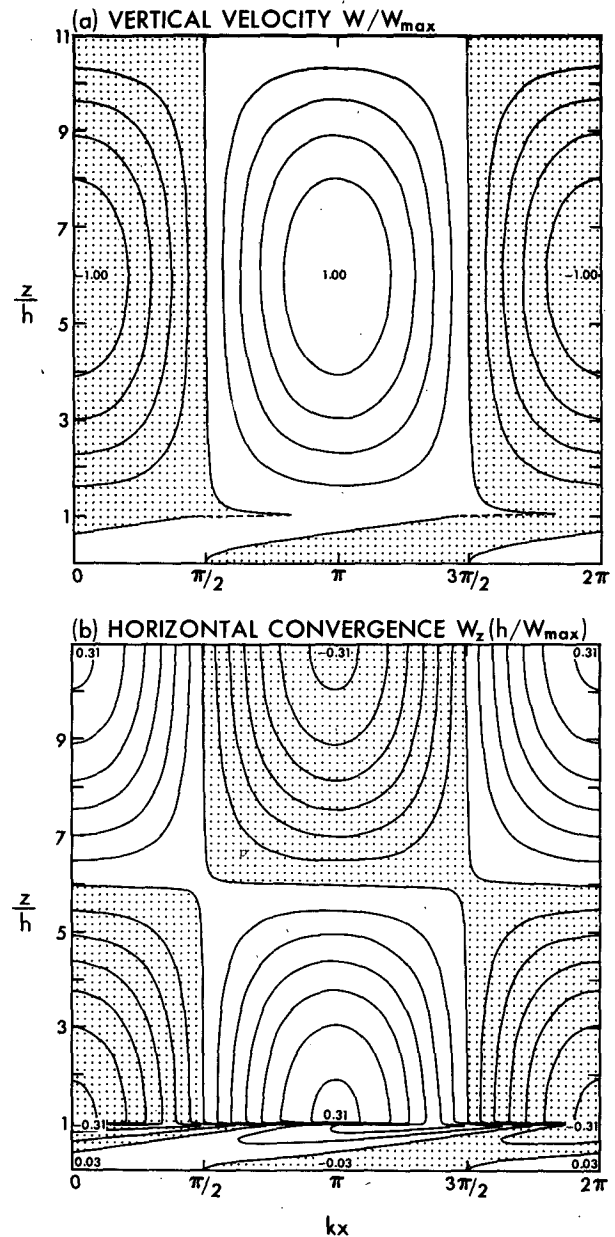 (a) VERTICAL VELOCITY W/Wmax
11
9
7
5
3
1
z/h
-1.00
1.00
-1.00
0
π/2
π
3π/2
2π
(b) HORIZONTAL CONVERGENCE Wz(h/Wmax)
0.31
-0.31
0.31
9
7
5
3
1
z/h
-0.31
0.31
-0.31
0.03
-0.03
0.03
0
π/2
π
3π/2
2π
kx